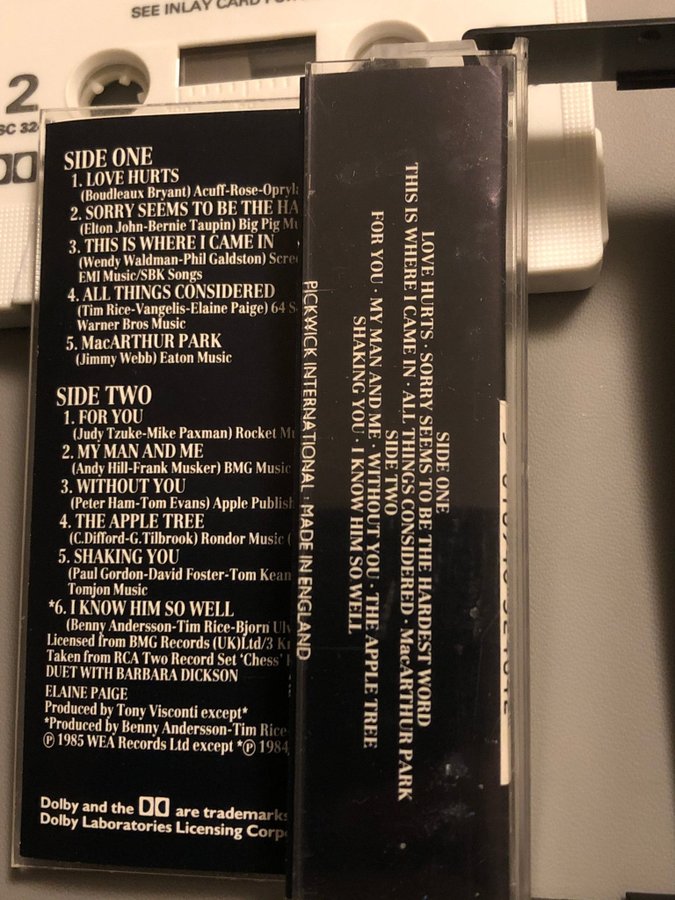 SEE INLAY CARD
2
SC 32
SIDE ONE
1. LOVE HURTS
(Boudleaux Bryant) Acuff-Rose-Opryl
2. SORRY SEEMS TO BE THE HA
(Elton John-Bernie Taupin) Big Pig M
3. THIS IS WHERE I CAME IN
(Wendy Waldman-Phil Galdston) Scre
EMI Music/SBK Songs
4. ALL THINGS CONSIDERED
(Tim Rice-Vangelis-Elaine Paige) 64 S
Warner Bros Music
5. MacARTHUR PARK
(Jimmy Webb) Eaton Music
SIDE TWO
1. FOR YOU
(Judy Tzuke-Mike Paxman) Rocket M
2. MY MAN AND ME
(Andy Hill-Frank Musker) BMG Music
3. WITHOUT YOU
(Peter Ham-Tom Evans) Apple Publish
4. THE APPLE TREE
(C.Difford-G.Tilbrook) Rondor Music (
5. SHAKING YOU
(Paul Gordon-David Foster-Tom Kean
Tomjon Music
*6. I KNOW HIM SO WELL
(Benny Andersson-Tim Rice-Bjorn Ul
Licensed from BMG Records (UK)Ltd/3 K
Taken from RCA Two Record Set 'Chess'
DUET WITH BARBARA DICKSON
ELAINE PAIGE
Produced by Tony Visconti except*
*Produced by Benny Andersson-Tim Rice
℗ 1985 WEA Records Ltd except *℗ 1984
Dolby and the DD are trademarks
Dolby Laboratories Licensing Corp
PICKWICK INTERNATIONAL · MADE IN ENGLAND
SIDE ONE
LOVE HURTS · SORRY SEEMS TO BE THE HARDEST WORD
THIS IS WHERE I CAME IN · ALL THINGS CONSIDERED · MacARTHUR PARK
SIDE TWO
FOR YOU · MY MAN AND ME · WITHOUT YOU · THE APPLE TREE
SHAKING YOU · I KNOW HIM SO WELL